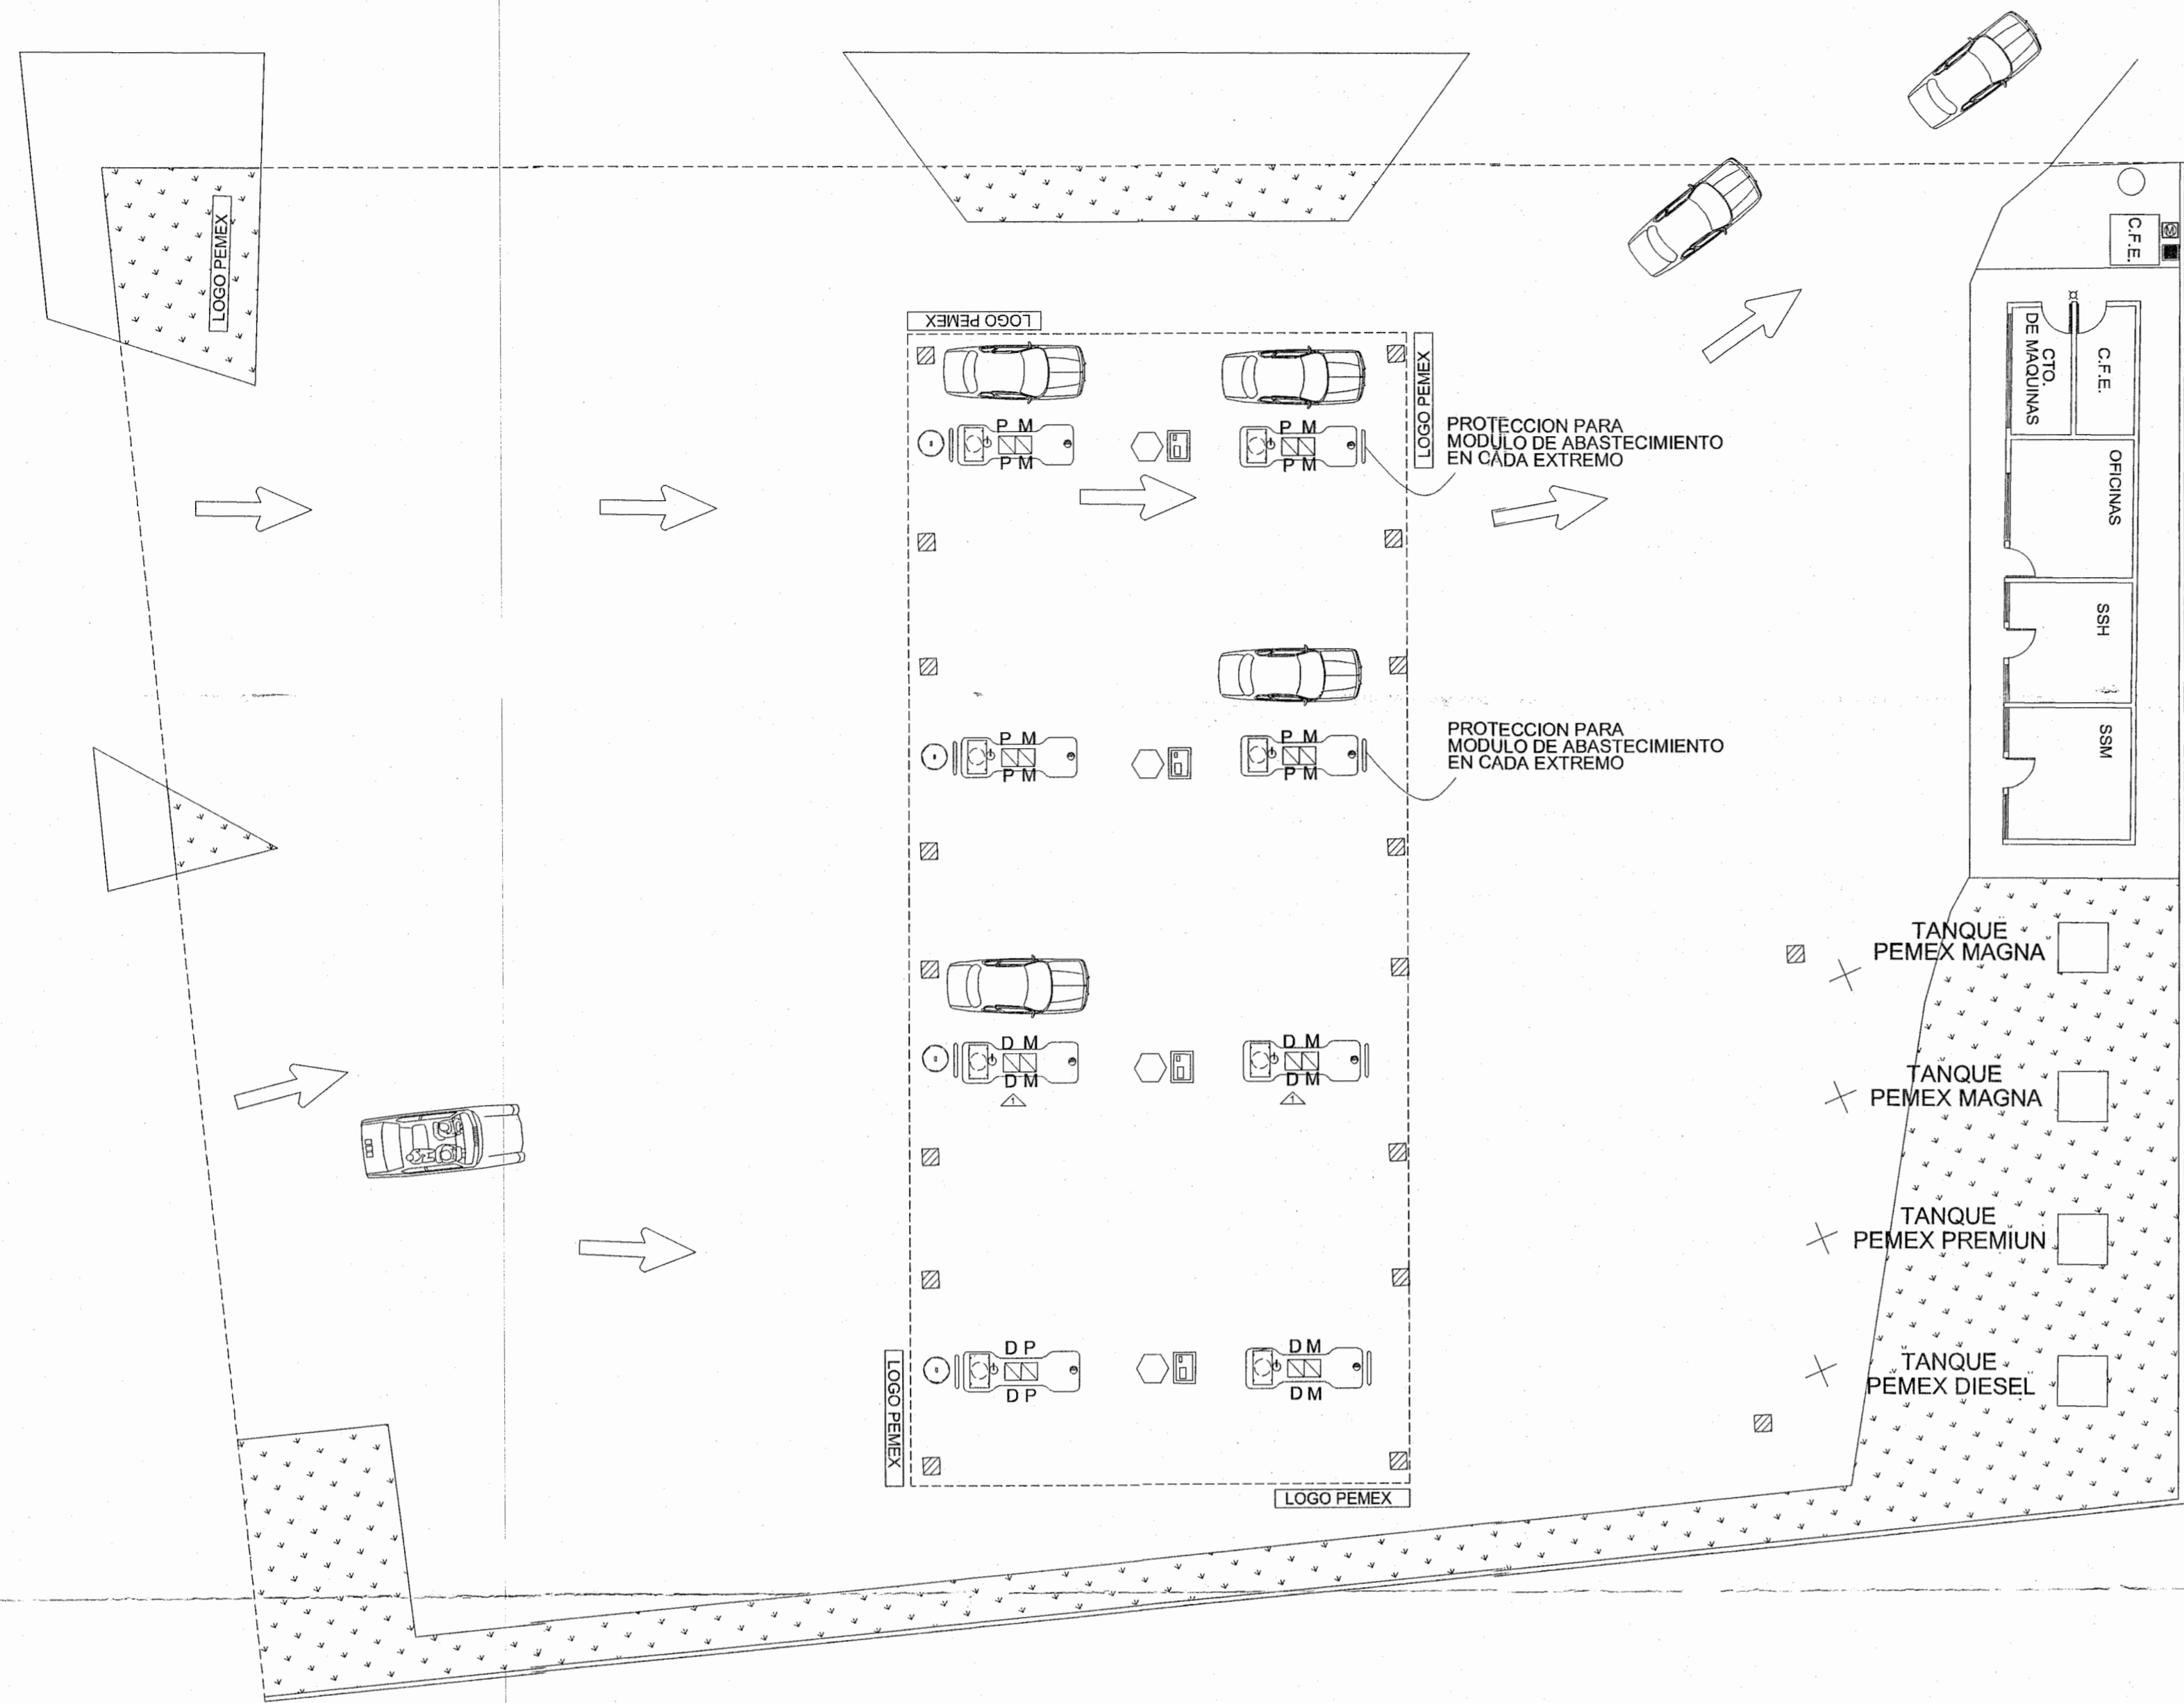 LOGO PEMEX
C.F.E.
M
LOGO PEMEX
LOGO PEMEX
CTO.
DE MAQUINAS
C.F.E.
P M
P M
P M
P M
PROTECCION PARA
MODULO DE ABASTECIMIENTO
EN CADA EXTREMO
OFICINAS
SSH
P M
P M
P M
P M
PROTECCION PARA
MODULO DE ABASTECIMIENTO
EN CADA EXTREMO
SSM
TANQUE
PEMEX MAGNA
D M
D M
1
D M
D M
1
TANQUE
PEMEX MAGNA
TANQUE
PEMEX PREMIUN
D P
D P
D M
D M
TANQUE
PEMEX DIESEL
LOGO PEMEX
LOGO PEMEX